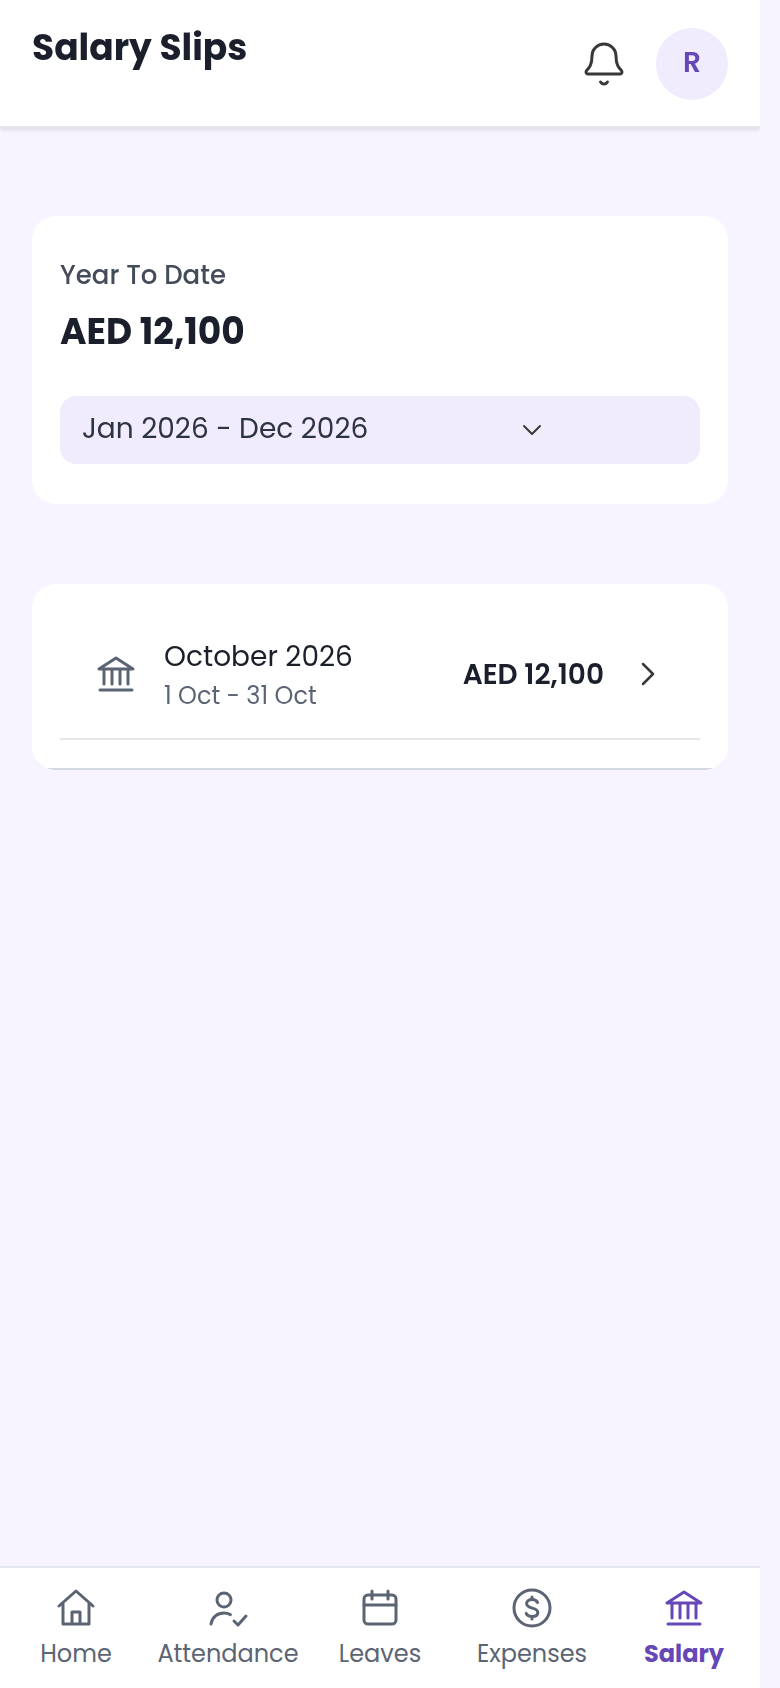 Salary Slips
R
Year To Date
AED 12,100
Jan 2026 - Dec 2026
October 2026
1 Oct - 31 Oct
AED 12,100
Home
Attendance
Leaves
Expenses
Salary